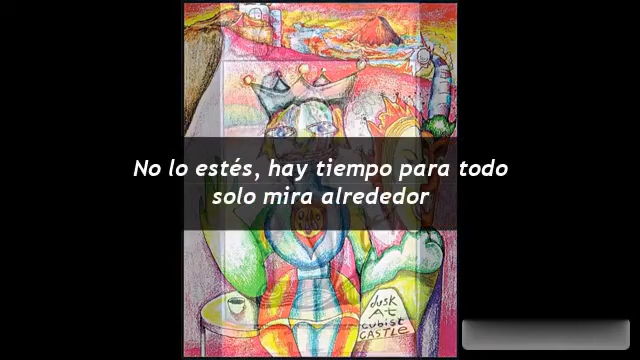 No lo estés, hay tiempo para todo
solo mira alrededor
dusk
At
cubist
CASTLE